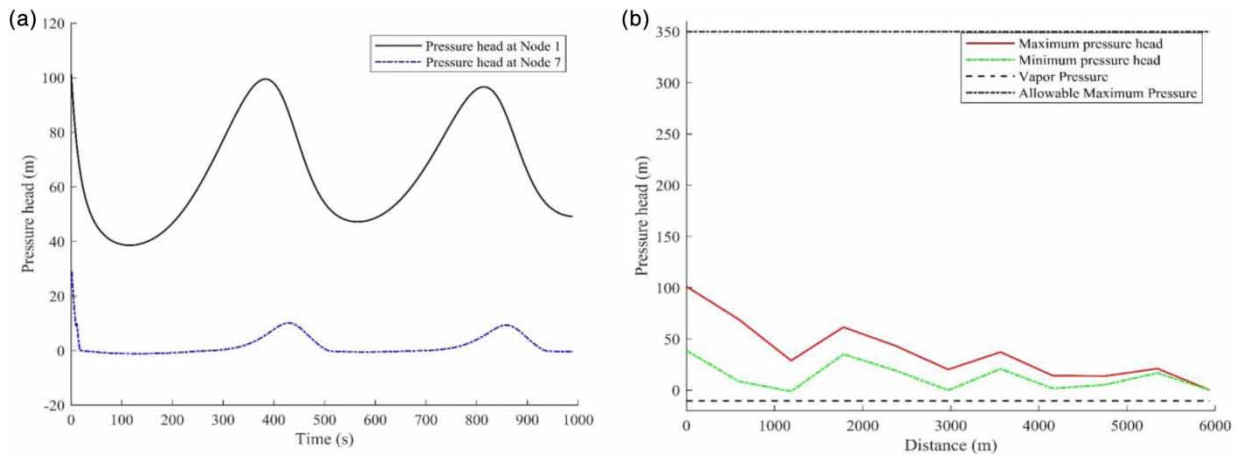 (a)
120
100
80
60
40
20
0
-20
Pressure head (m)
Pressure head at Node 1
Pressure head at Node 7
0 100 200 300 400 500 600 700 800 900 1000
Time (s)
(b)
350
300
250
200
150
100
50
0
Pressure head (m)
Maximum pressure head
Minimum pressure head
Vapor Pressure
Allowable Maximum Pressure
0 1000 2000 3000 4000 5000 6000
Distance (m)